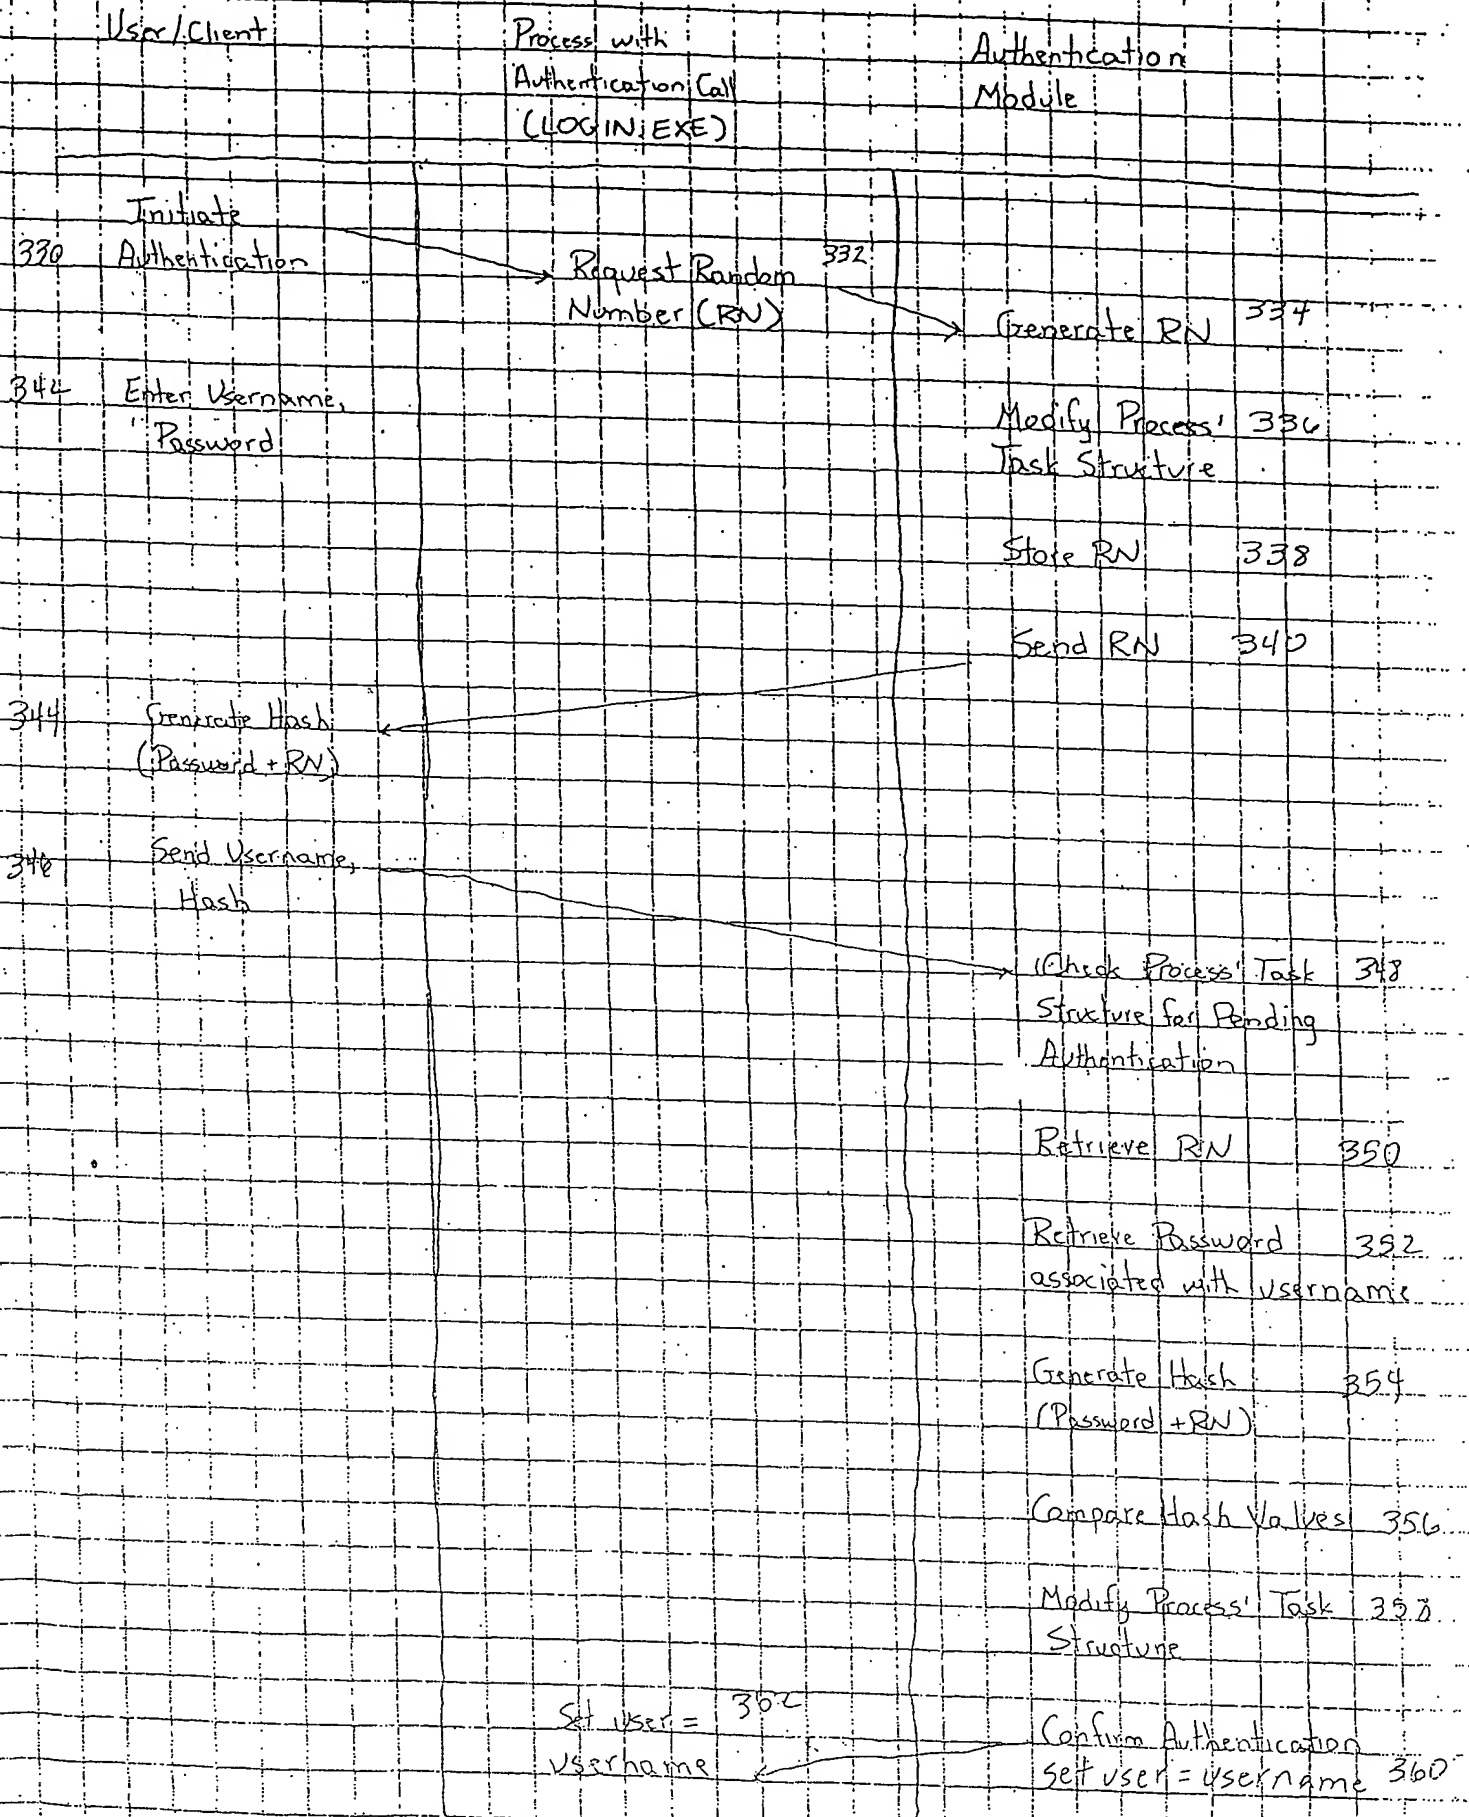 User/Client
Process with
Authentication Call
(LOGIN.EXE)
Authentication
Module
Initiate
330 Authentication
Request Random 332
Number (RN)
Generate RN 334
342 Enter Username,
Password
Modify Process' 336
Task Structure
Store RN 338
Send RN 340
344 Generate Hash
(Password + RN)
346 Send Username,
Hash
Check Process' Task 348
Structure for Pending
Authentication
Retrieve RN 350
Retrieve Password 352
associated with username
Generate Hash 354
(Password + RN)
Compare Hash Values 356
Modify Process' Task 358
Structure
Set user = 362
username
Confirm Authentication
set user = username 360